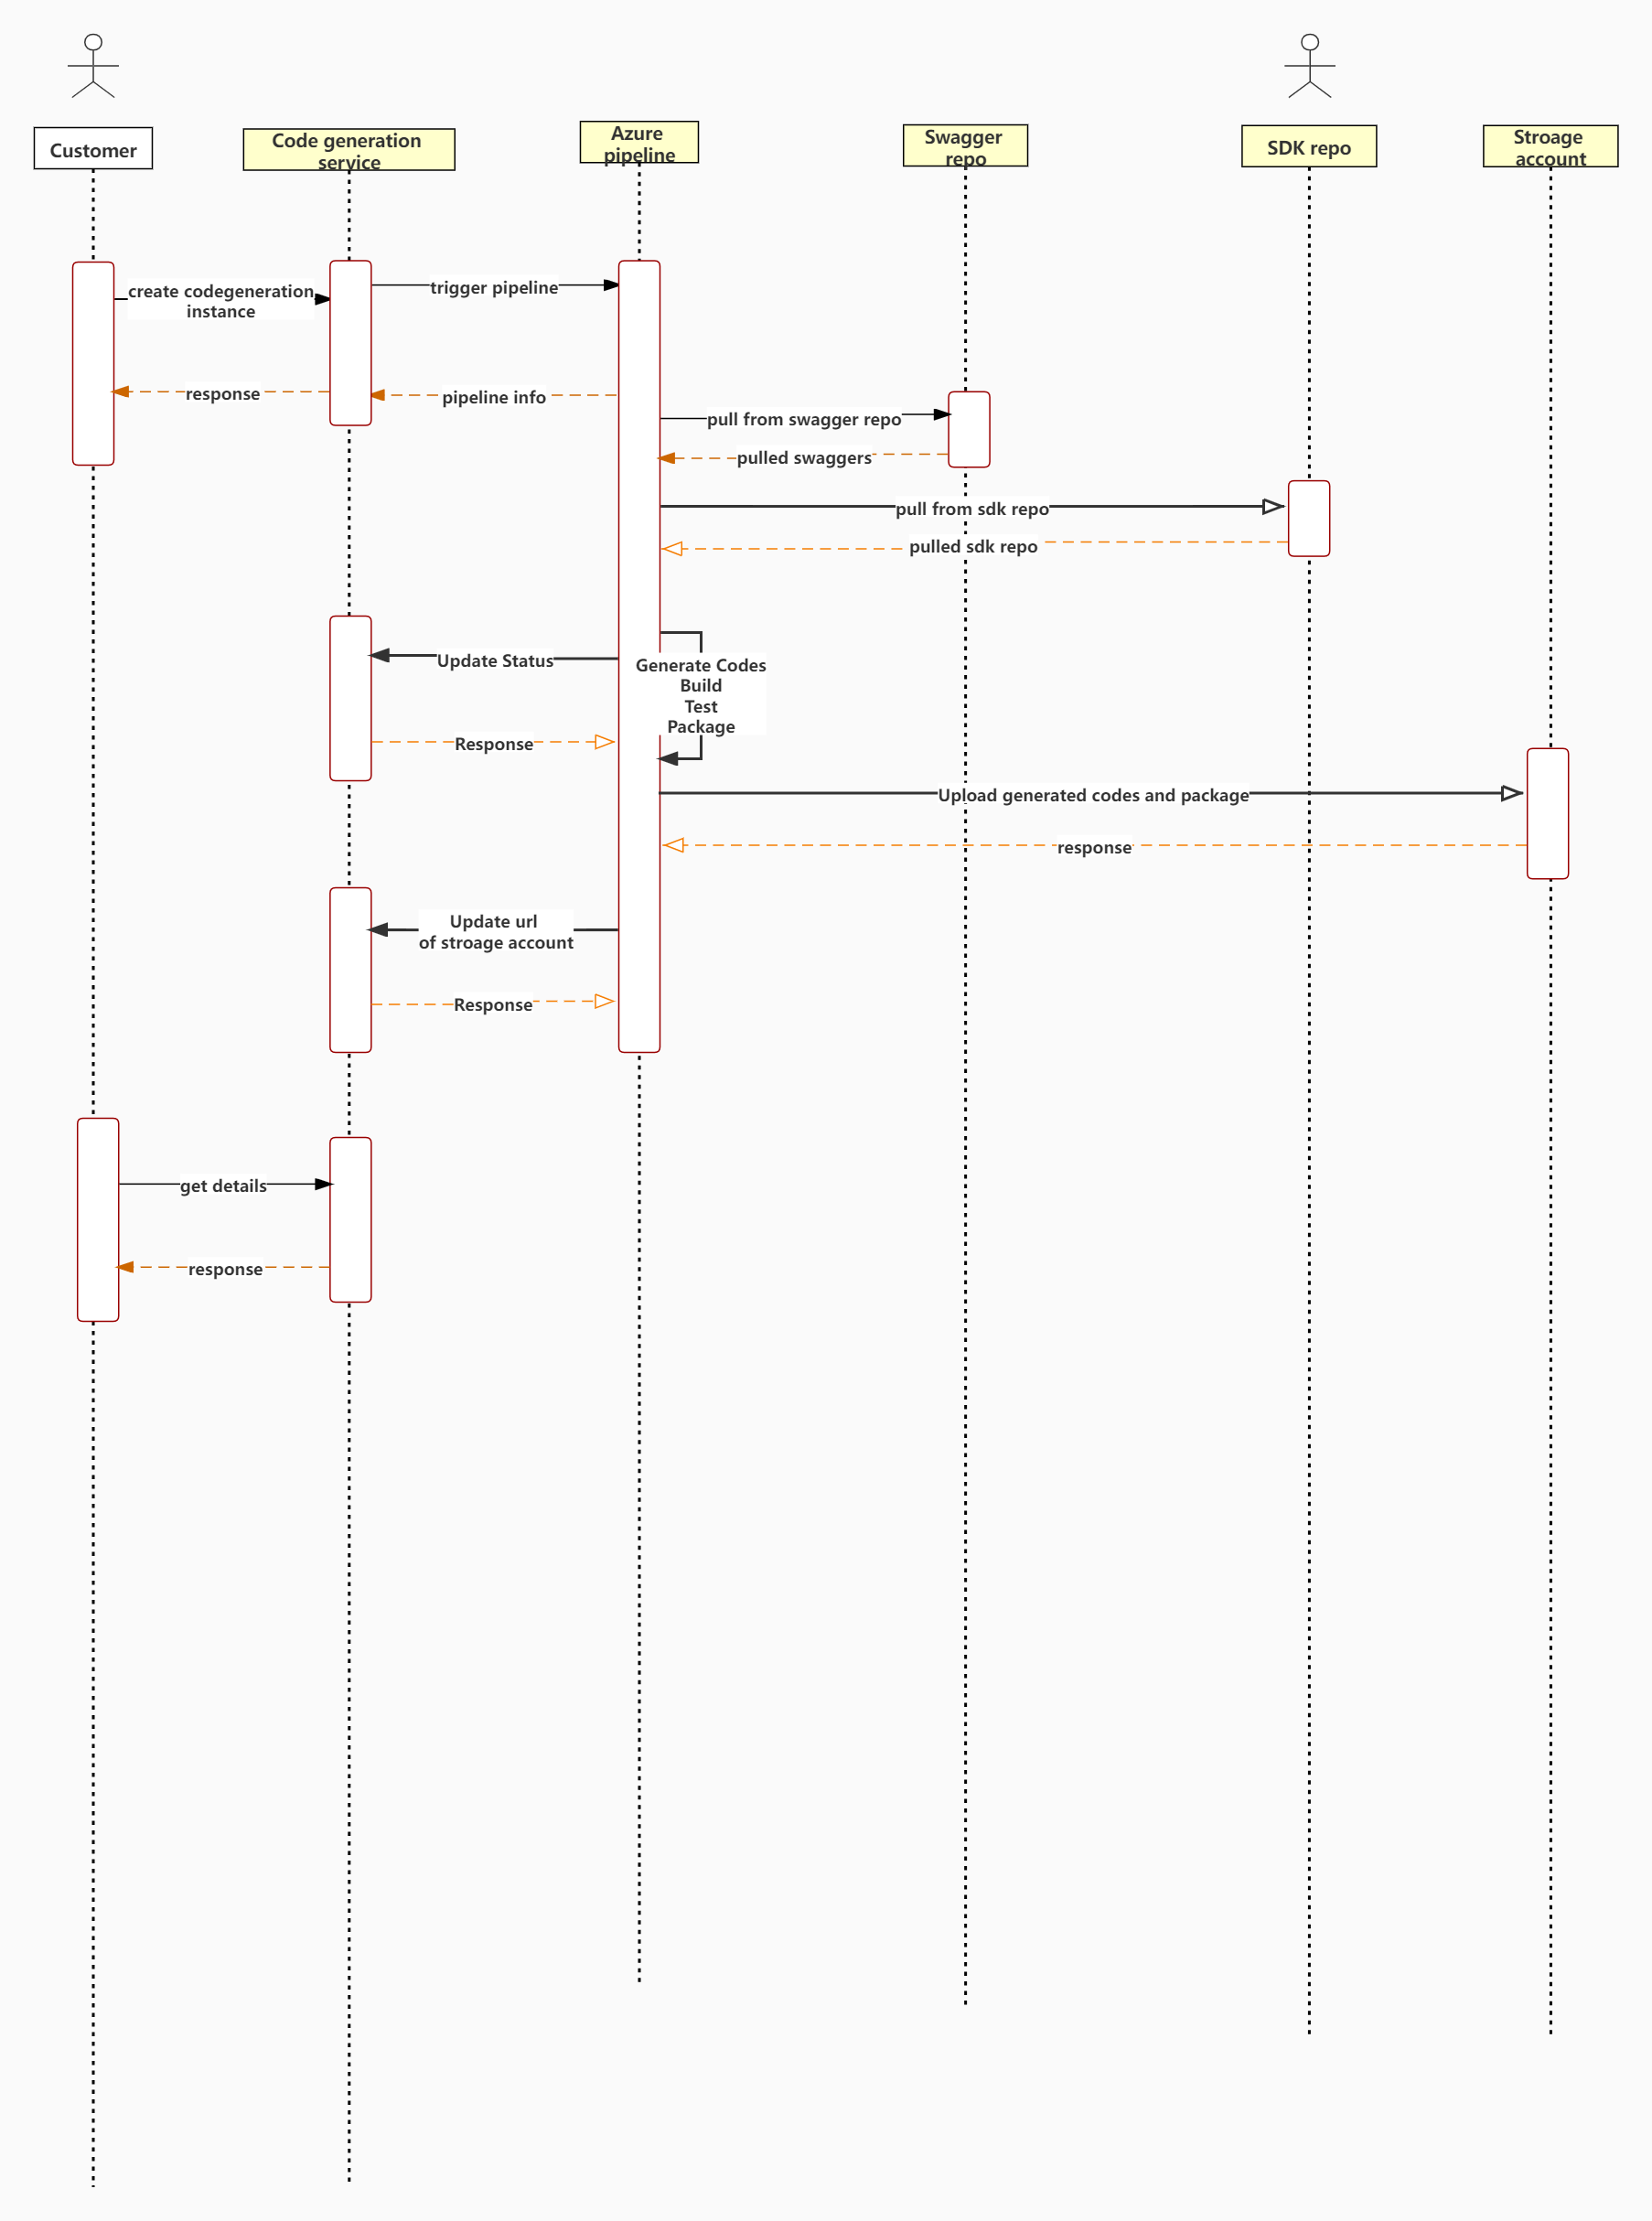 Customer
Code generation
service
Azure
pipeline
Swagger
repo
SDK repo
Stroage
account
create codegeneration
instance
trigger pipeline
response
pipeline info
pull from swagger repo
pulled swaggers
pull from sdk repo
pulled sdk repo
Update Status
Generate Codes
Build
Test
Package
Response
Upload generated codes and package
response
Update url
of stroage account
Response
get details
response